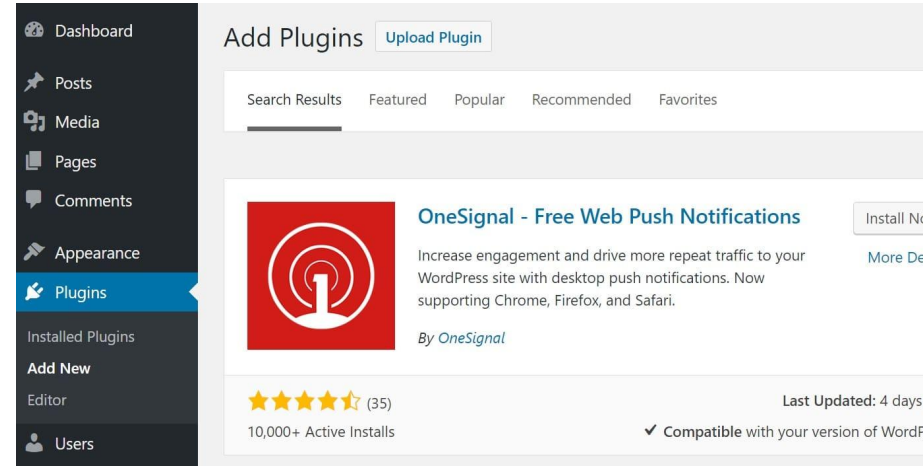 Dashboard
Posts
Media
Pages
Comments
Appearance
Plugins
Installed Plugins
Add New
Editor
Users
Add Plugins Upload Plugin
Search Results Featured Popular Recommended Favorites
OneSignal - Free Web Push Notifications
Install
Increase engagement and drive more repeat traffic to your
WordPress site with desktop push notifications. Now
supporting Chrome, Firefox, and Safari.
By OneSignal
More
(35)
Last Updated: 4 days
10,000+ Active Installs
Compatible with your version of